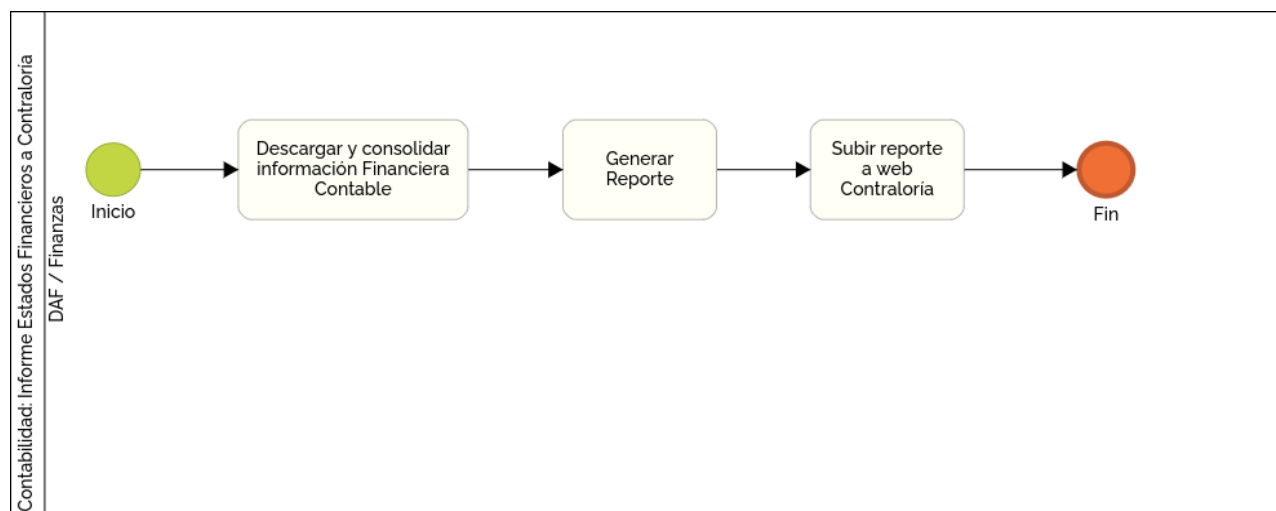 Contabilidad: Informe Estados Financieros a Contraloría
DAF / Finanzas
Inicio
Descargar y consolidar
información Financiera
Contable
Generar
Reporte
Subir reporte
a web
Contraloría
Fin